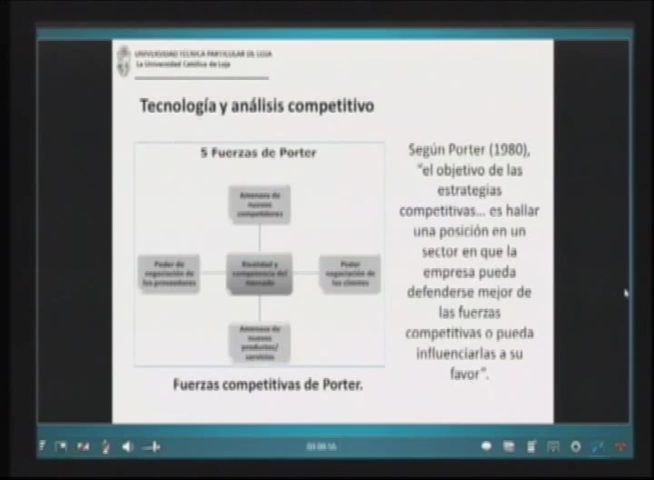 UNIVERSIDAD TÉCNICA PARTICULAR DE LOJA
La Universidad Católica de Loja
Tecnología y análisis competitivo
5 Fuerzas de Porter
Amenaza de
nuevos
competidores
Poder de
negociación de
los proveedores
Rivalidad y
competencia del
mercado
Poder
negociación de
los clientes
Amenaza de
nuevos
productos/
servicios
Fuerzas competitivas de Porter.
Según Porter (1980),
"el objetivo de las
estrategias
competitivas... es hallar
una posición en un
sector en que la
empresa pueda
defenderse mejor de
las fuerzas
competitivas o pueda
influenciarlas a su
favor".